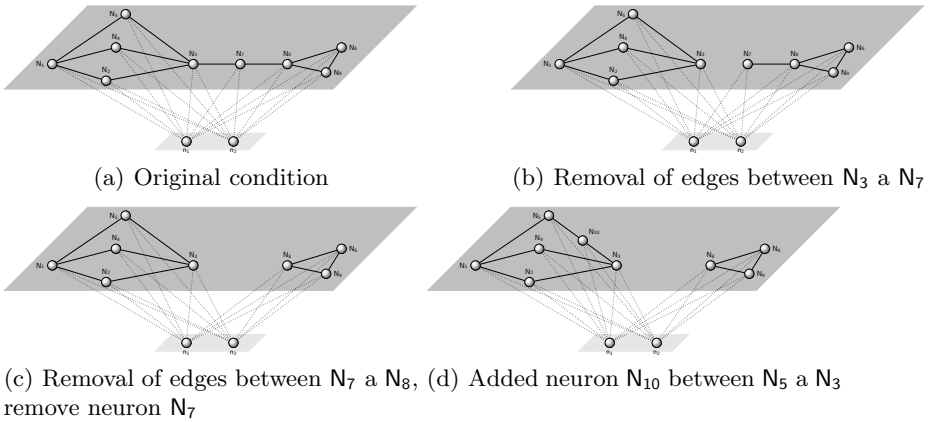 N₅
N₄
N₁
N₂
N₃
N₇
N₈
N₆
N₉
n₁
n₂
(a) Original condition
N₅
N₄
N₁
N₂
N₃
N₇
N₈
N₆
N₉
n₁
n₂
(b) Removal of edges between N₃ a N₇
N₅
N₄
N₁
N₂
N₃
N₈
N₆
N₉
n₁
n₂
(c) Removal of edges between N₇ a N₈,
remove neuron N₇
N₅
N₁₀
N₄
N₁
N₂
N₃
N₈
N₆
N₉
n₁
n₂
(d) Added neuron N₁₀ between N₅ a N₃